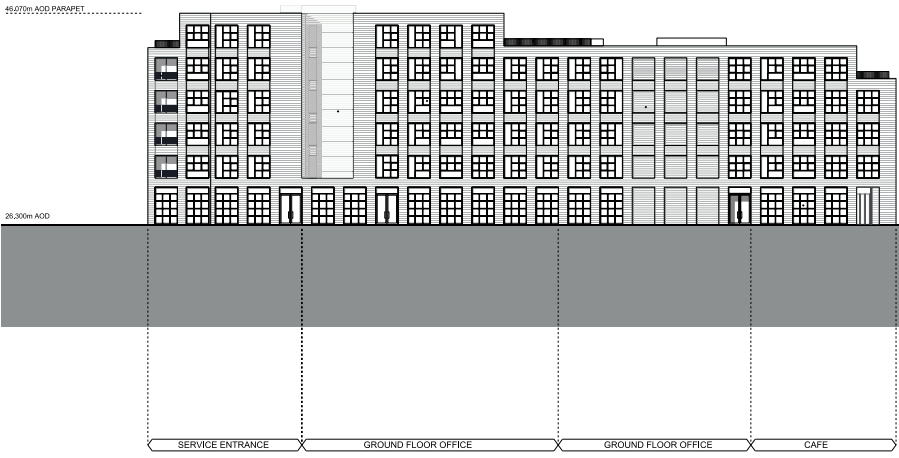 46.070m AOD PARAPET
26.300m AOD
SERVICE ENTRANCE
GROUND FLOOR OFFICE
GROUND FLOOR OFFICE
CAFE